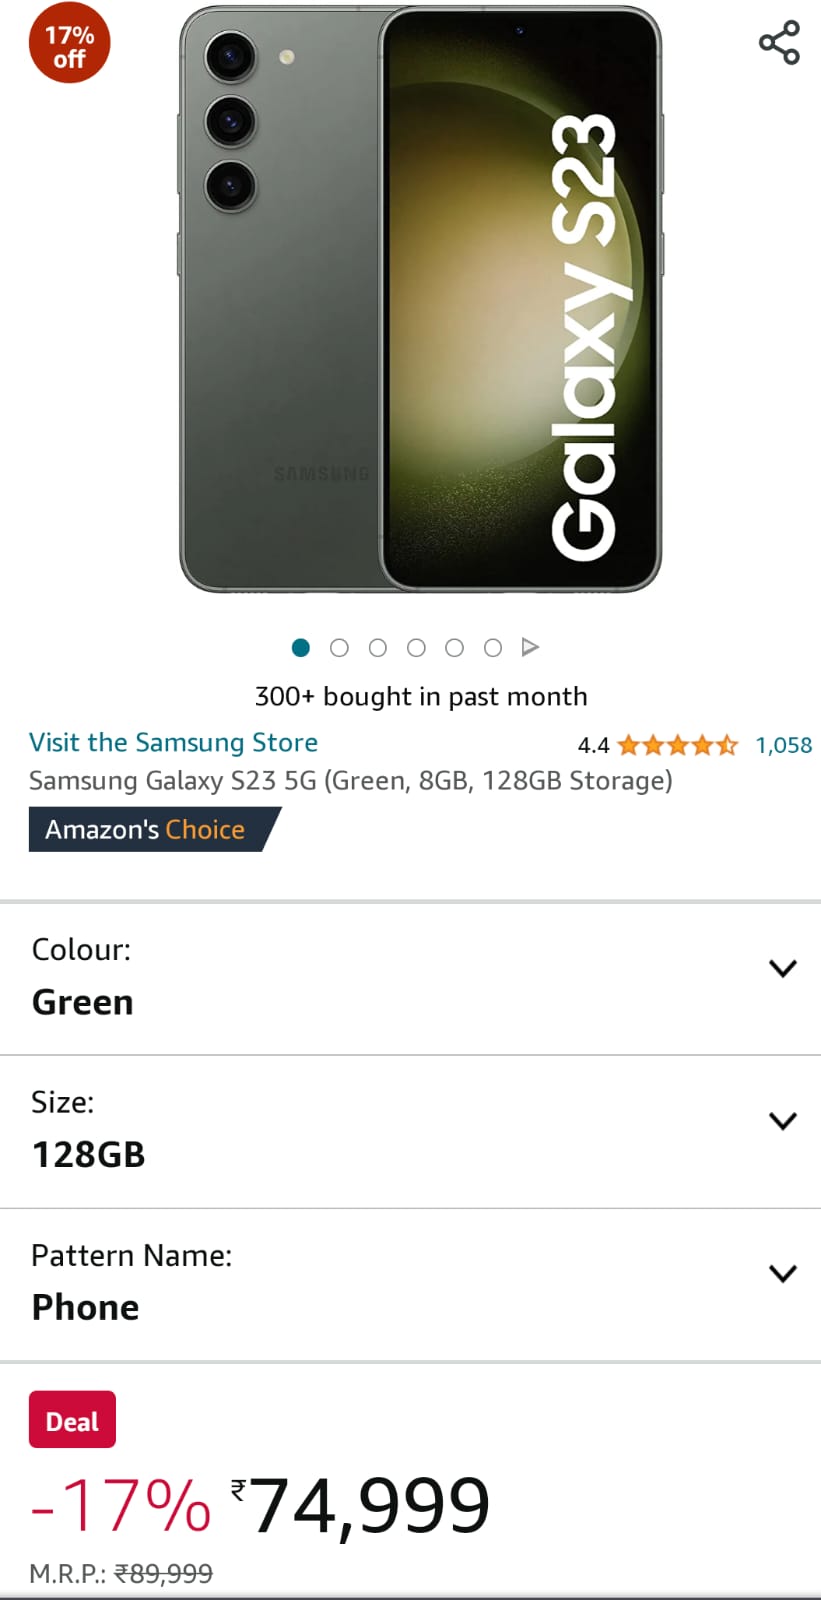 17%
off
Galaxy S23
SAMSUNG
300+ bought in past month
Visit the Samsung Store
4.4
1,058
Samsung Galaxy S23 5G (Green, 8GB, 128GB Storage)
Amazon's Choice
Colour:
Green
Size:
128GB
Pattern Name:
Phone
Deal
-17% ₹74,999
M.R.P.: ₹89,999